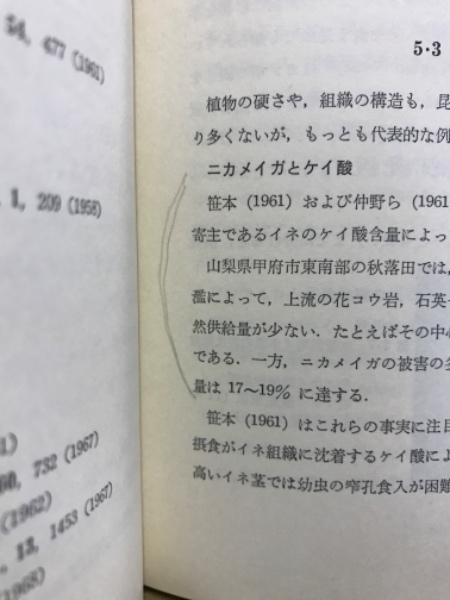 54, 477 (1961)
1, 209 (1958)
60, 732 (1967)
(1962)
13, 1453 (1967)
1968)
5・3
植物の硬さや，組織の構造も，昆
り多くないが，もっとも代表的な例
ニカメイガとケイ酸
笹本 (1961) および仲野ら (1961
寄主であるイネのケイ酸含量によっ
山梨県甲府市東南部の秋落田では，
濫によって，上流の花コウ岩，石英
然供給量が少ない．たとえばその中
である．一方，ニカメイガの被害の
量は 17〜19% に達する．
笹本 (1961) はこれらの事実に注目
摂食がイネ組織に沈着するケイ酸によ
高いイネ茎では幼虫の穿孔食入が困難